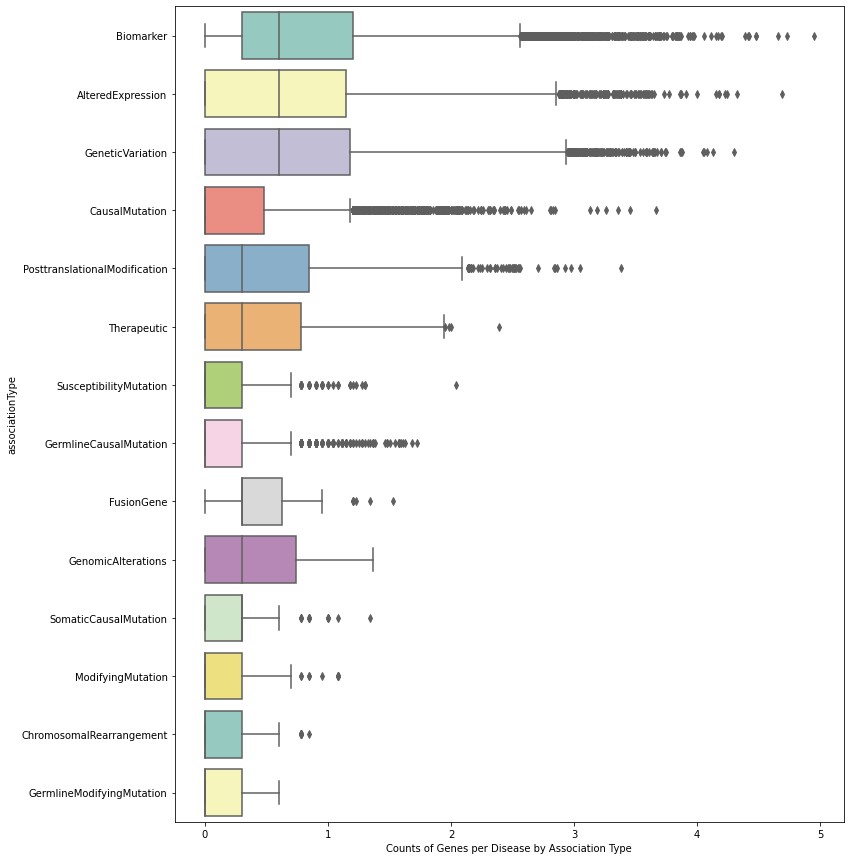 Biomarker
AlteredExpression
GeneticVariation
CausalMutation
PosttranslationalModification
Therapeutic
SusceptibilityMutation
GermlineCausalMutation
FusionGene
GenomicAlterations
SomaticCausalMutation
ModifyingMutation
ChromosomalRearrangement
GermlineModifyingMutation
associationType
0 1 2 3 4 5
Counts of Genes per Disease by Association Type